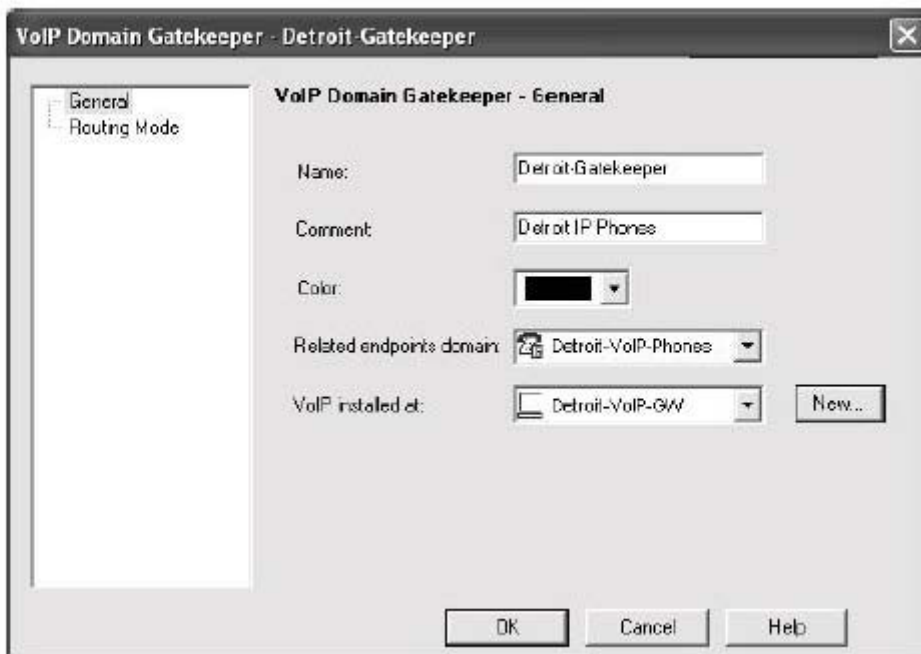 VoIP Domain Gatekeeper - Detroit-Gatekeeper
General
Routing Mode
VoIP Domain Gatekeeper - General
Name:
Detroit-Gatekeeper
Comment:
Detroit IP Phones
Color:
Related endpoints domain:
Detroit-VoIP-Phones
VoIP installed at:
Detroit-VoIP-GW
New...
OK
Cancel
Help